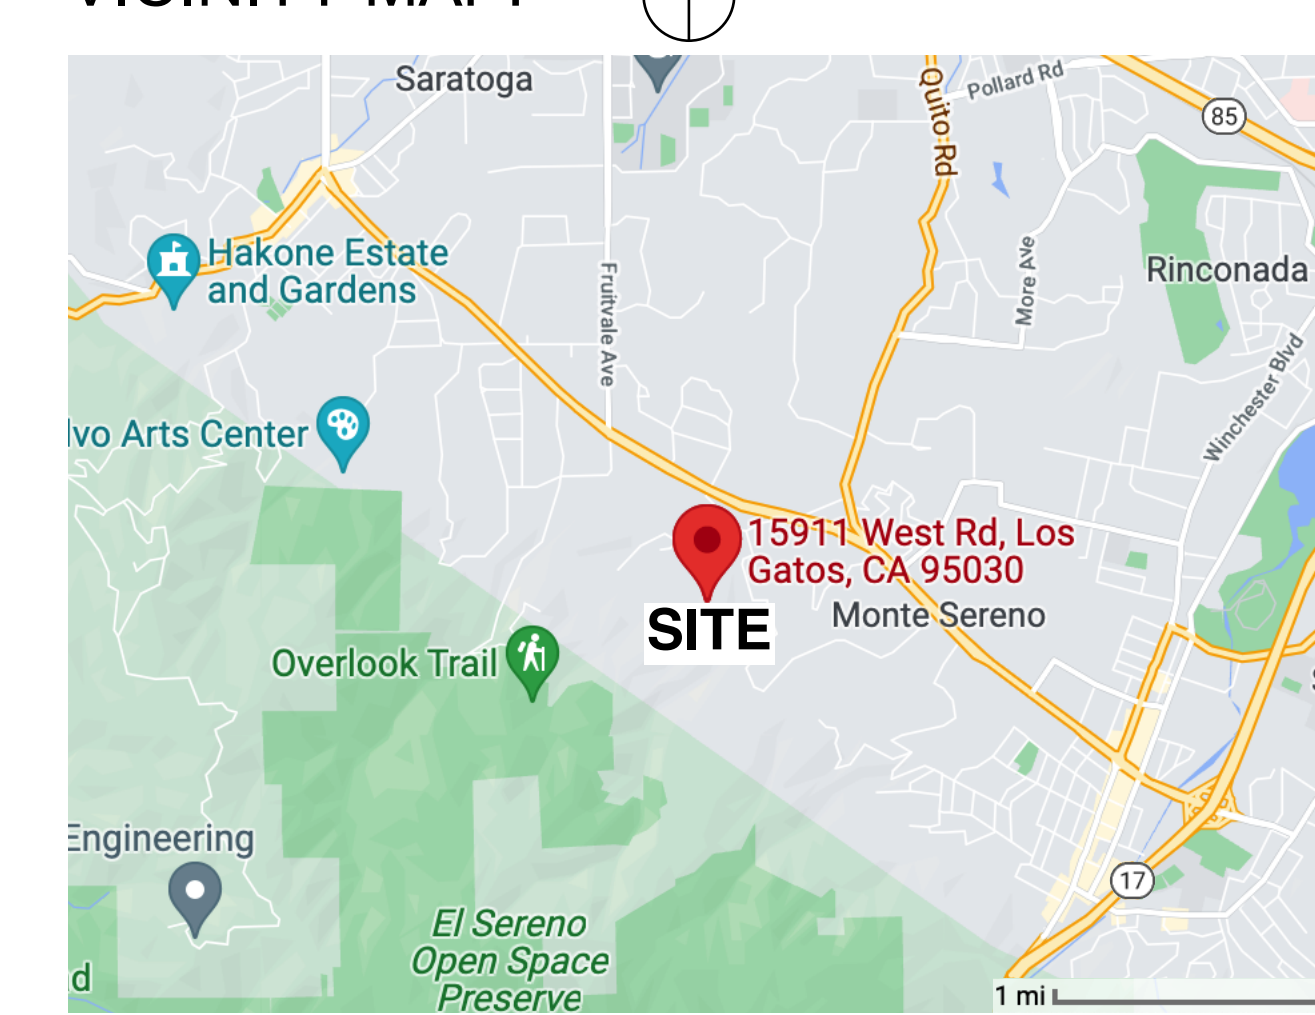 VICINITY MAP:
Saratoga
Quito Rd
Pollard Rd
85
Hakone Estate
and Gardens
Fruitvale Ave
More Ave
Rinconada
Winchester Blvd
lvo Arts Center
15911 West Rd, Los
Gatos, CA 95030
SITE
Monte Sereno
Overlook Trail
Engineering
17
El Sereno
Open Space
Preserve
d
1 mi